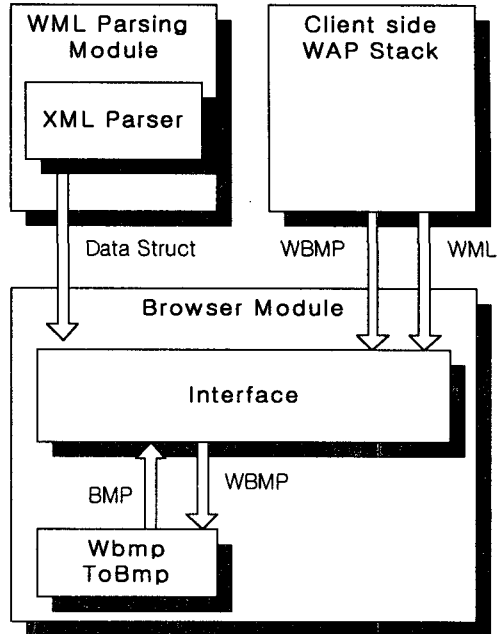 WML Parsing
Module
XML Parser
Client side
WAP Stack
Data Struct
WBMP
WML
Browser Module
Interface
BMP
WBMP
Wbmp
ToBmp